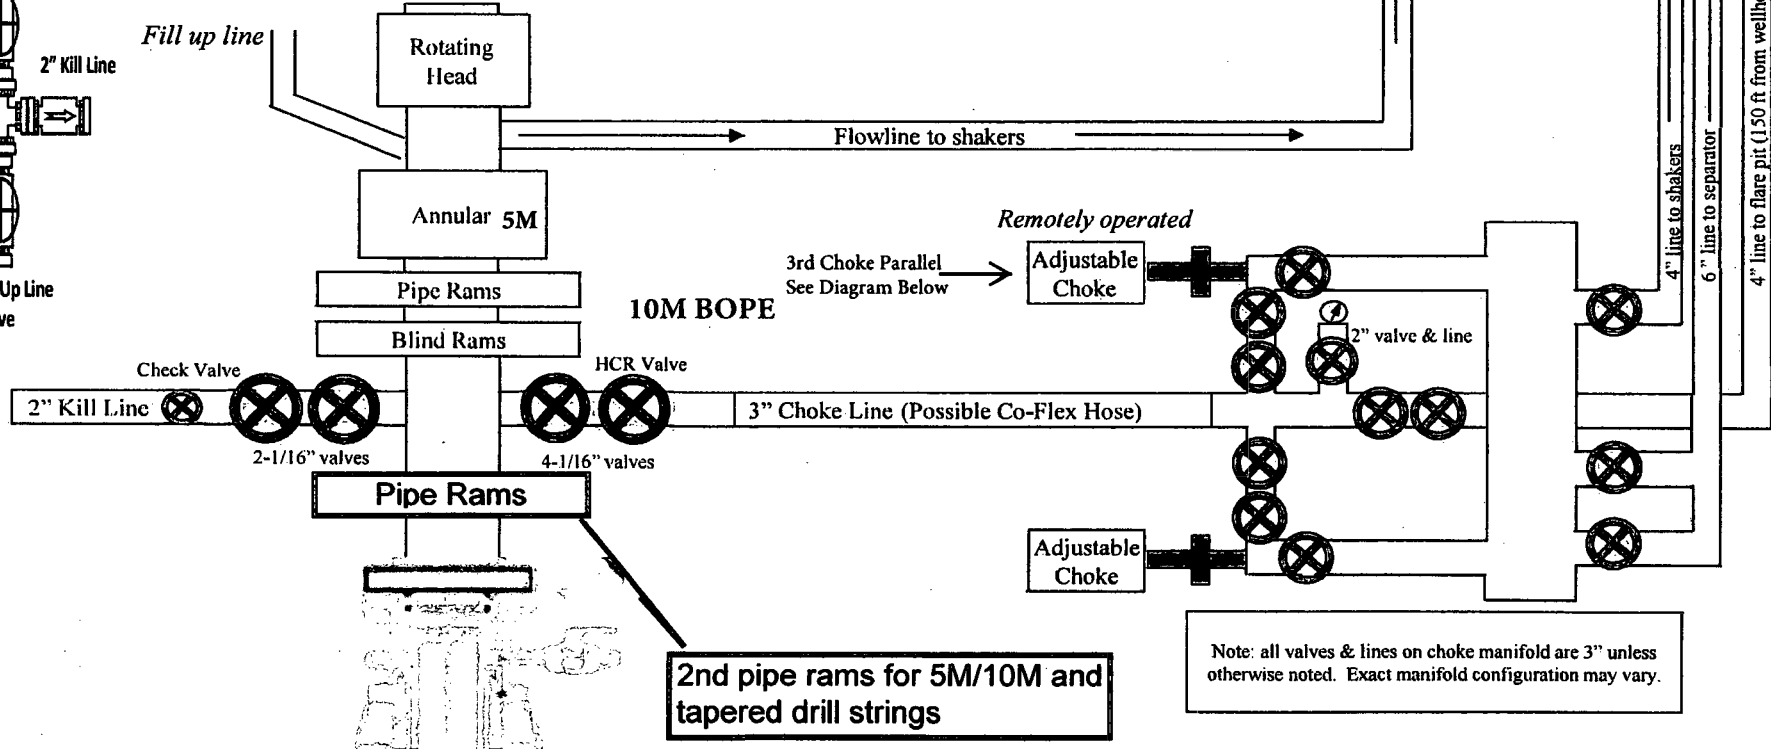 Fill up line
2” Kill Line
Rotating
Head
Flowline to shakers
Annular 5M
Up Line
ve
Pipe Rams
Blind Rams
10M BOPE
Remotely operated
3rd Choke Parallel
See Diagram Below
Adjustable
Choke
2” valve & line
4” line to shakers
6” line to separator
4” line to flare pit (150 ft from wellhe
Check Valve
HCR Valve
2” Kill Line
3” Choke Line (Possible Co-Flex Hose)
2-1/16” valves
4-1/16” valves
Pipe Rams
Adjustable
Choke
2nd pipe rams for 5M/10M and
tapered drill strings
Note: all valves & lines on choke manifold are 3” unless
otherwise noted. Exact manifold configuration may vary.